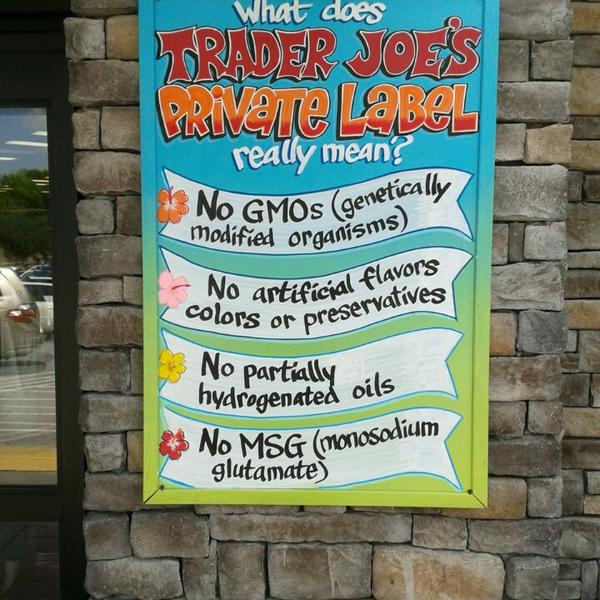 What does
TRADER JOE'S
PRIVATE LABEL
really mean?
No GMOs (genetically
modified organisms)
No artificial flavors
colors or preservatives
No partially
hydrogenated oils
No MSG (monosodium
glutamate)